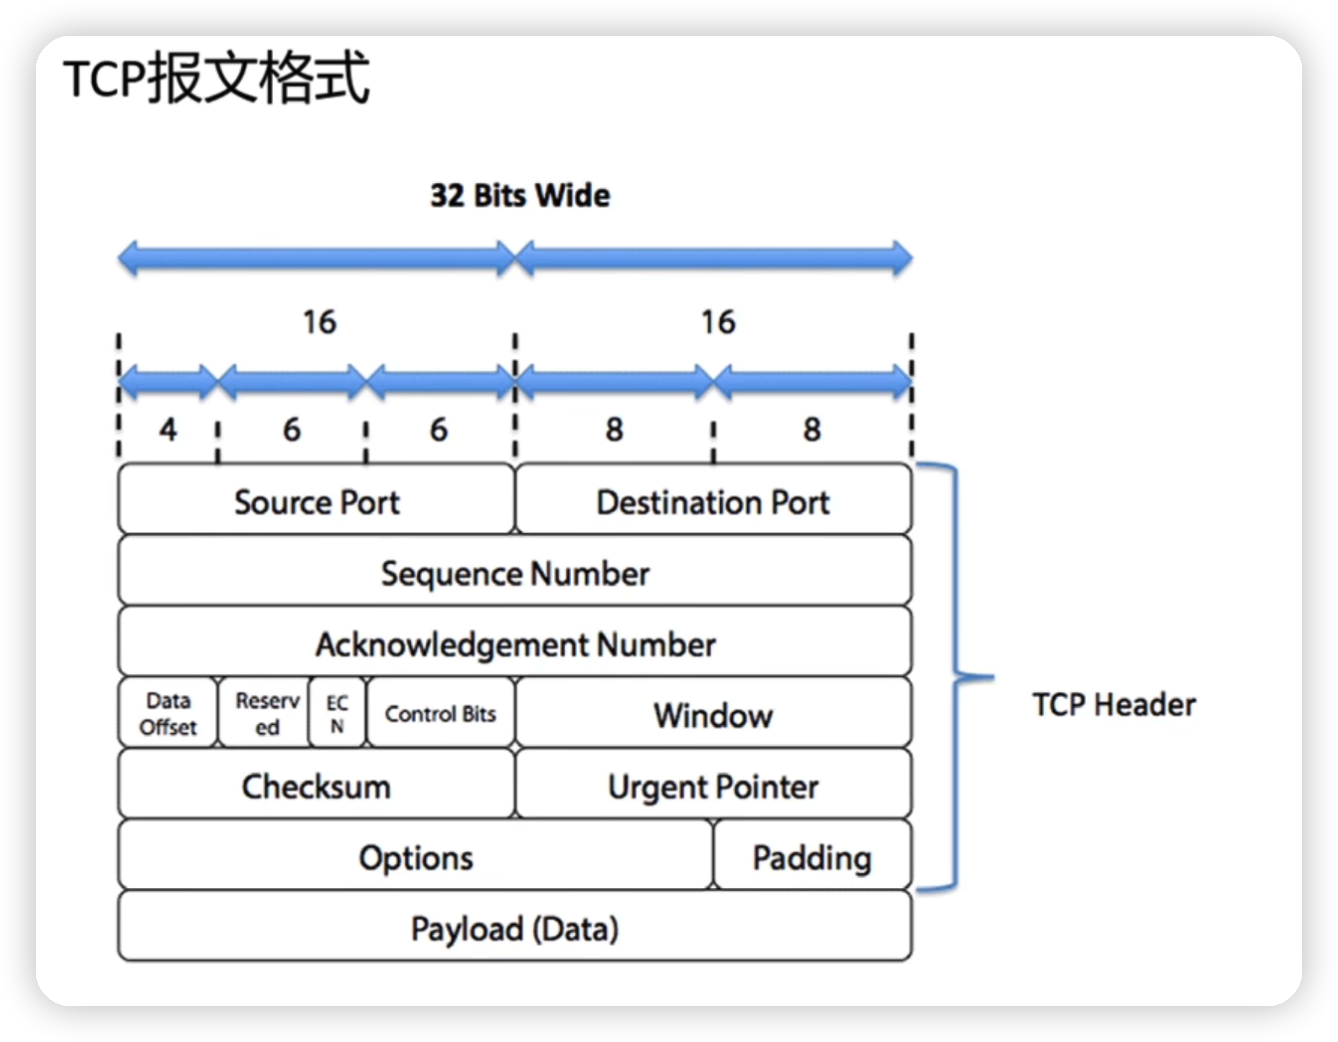 TCP报文格式
32 Bits Wide
16 16
4 6 6 8 8
Source Port Destination Port
Sequence Number
Acknowledgement Number
Data Offset Reserved ECN Control Bits Window
Checksum Urgent Pointer
Options Padding
Payload (Data)
TCP Header